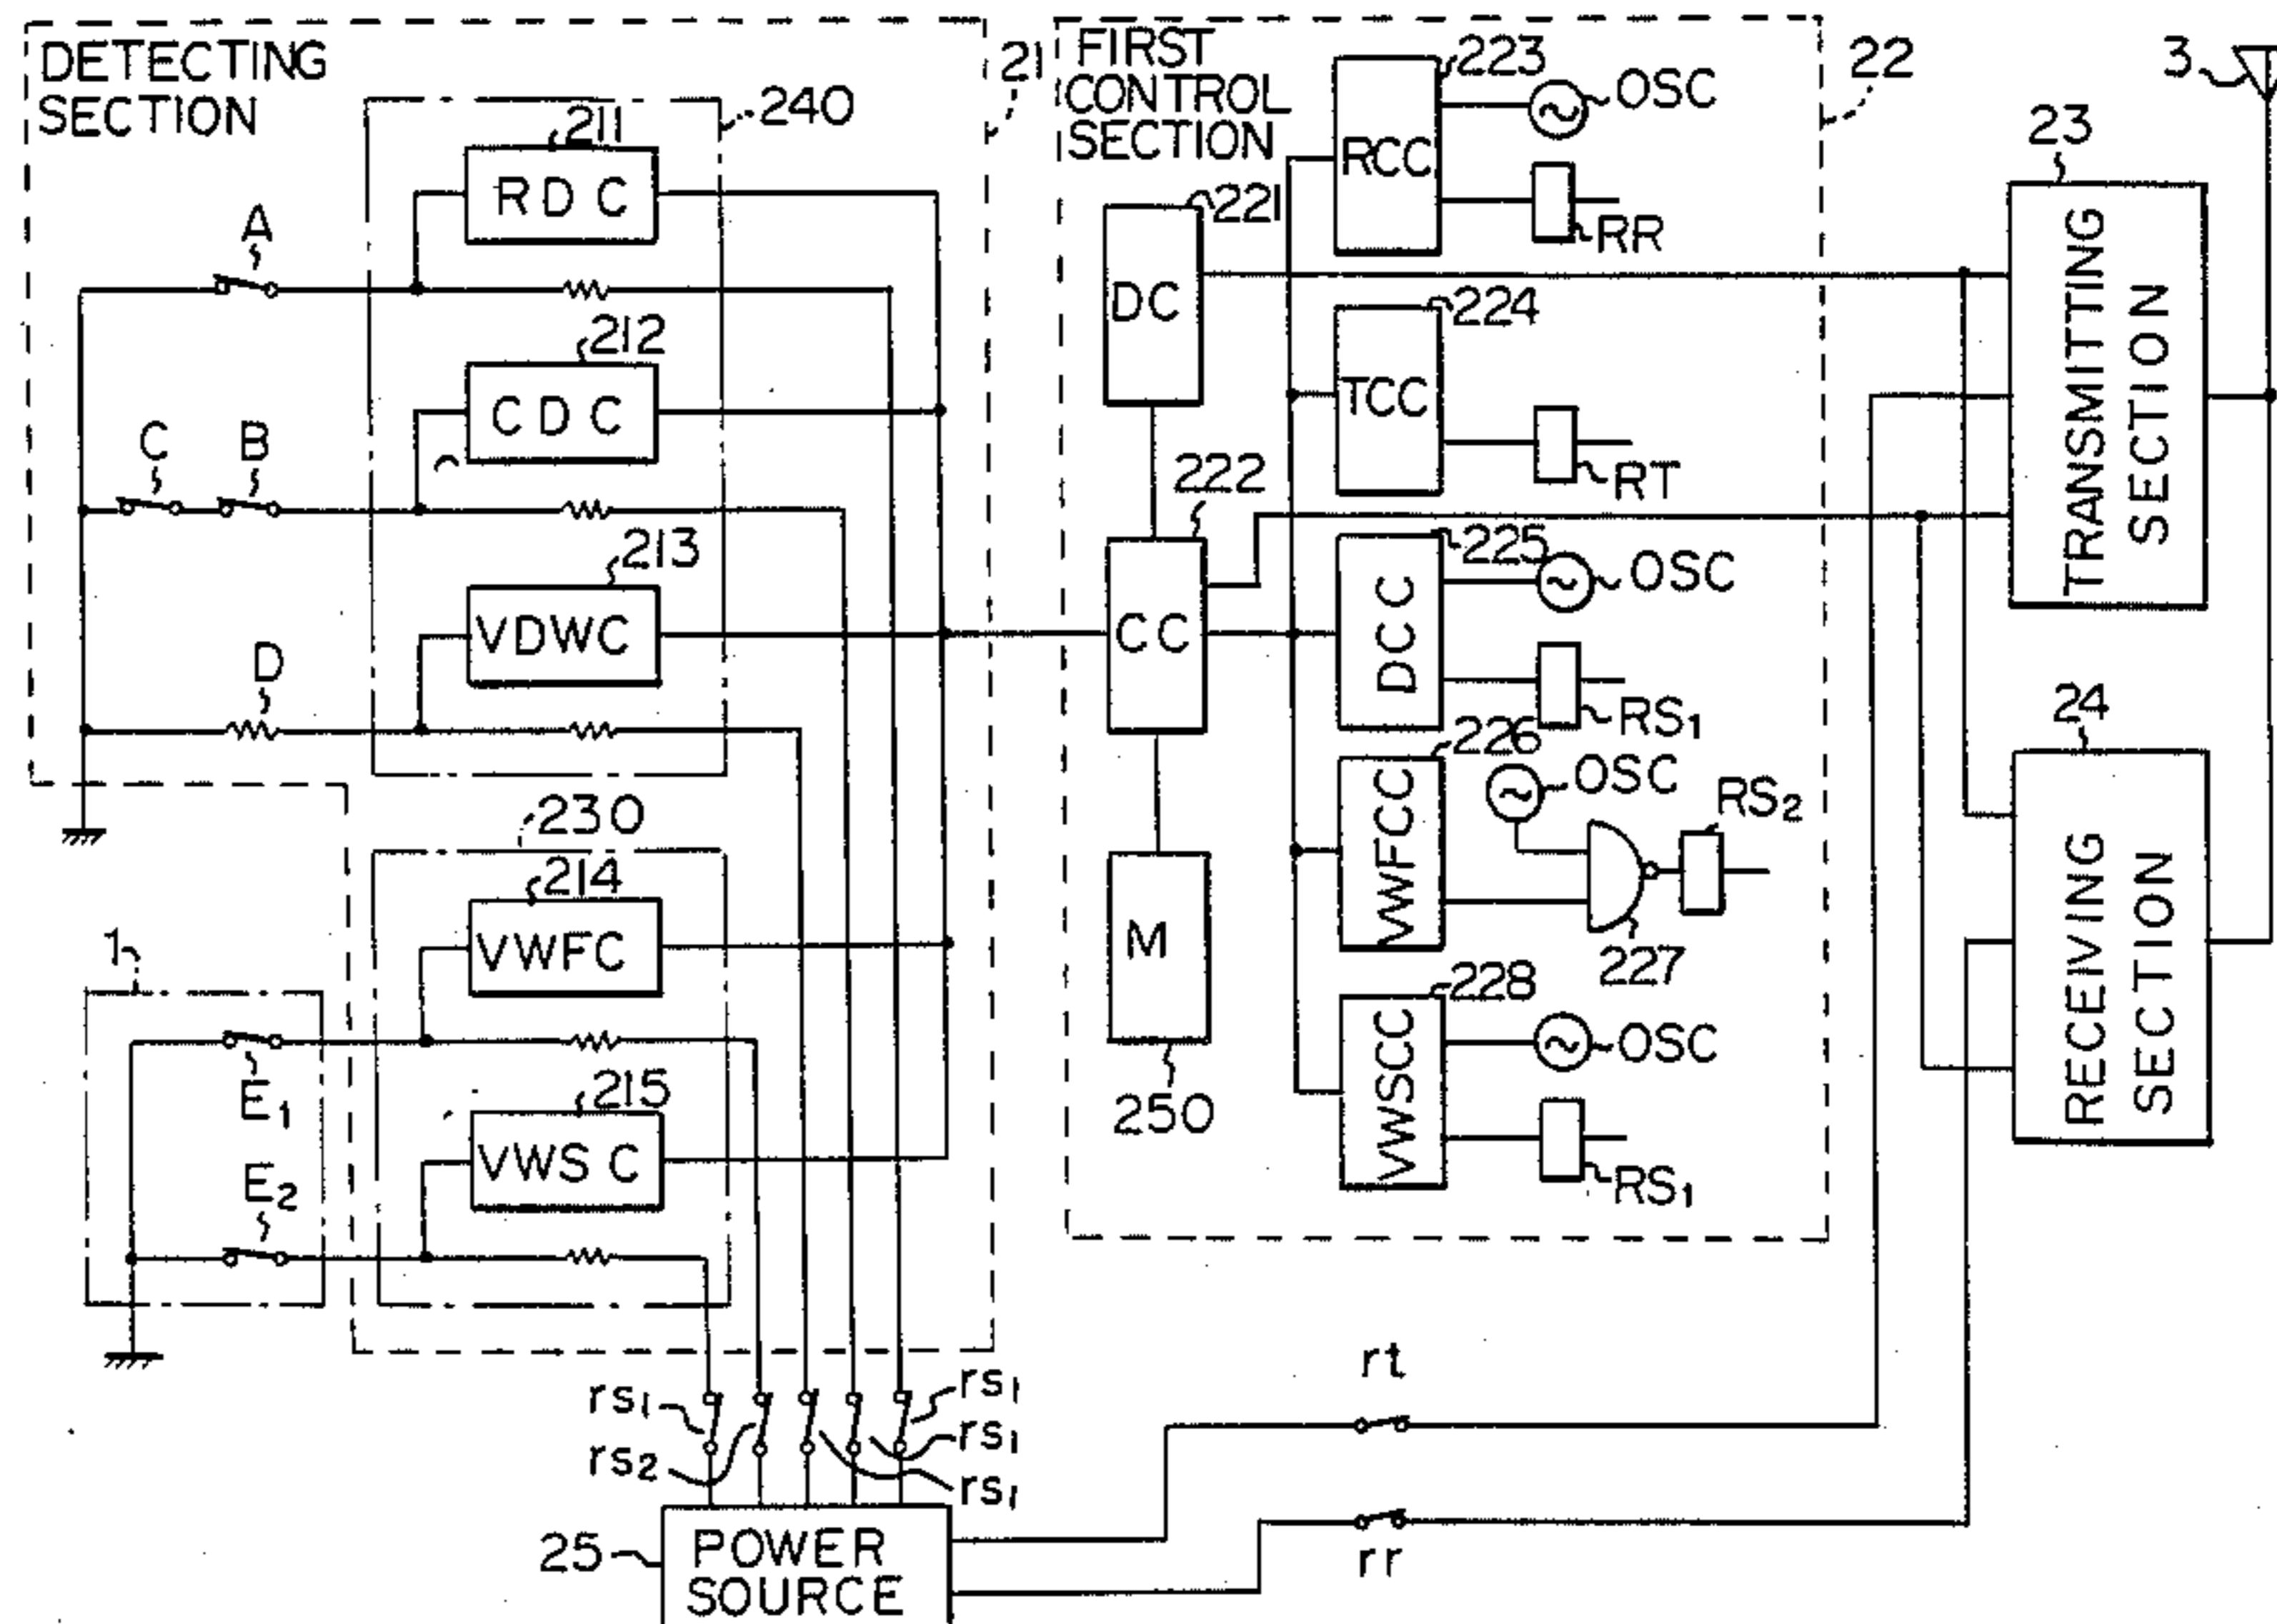 DETECTING
SECTION
21
240
211
RDC
A
212
CDC
C
B
213
VDWC
D
230
214
VWFC
1
E1
215
VWSC
E2
FIRST
CONTROL
SECTION
22
223
RCC
OSC
RR
221
DC
224
TCC
RT
222
CC
225
DCC
OSC
RS1
226
VWFCC
OSC
RS2
227
M
250
228
VWSCC
OSC
RS1
3
23
TRANSMITTING
SECTION
24
RECEIVING
SECTION
rs1
rs2
rs1
rs1
rs1
rt
rr
25
POWER
SOURCE